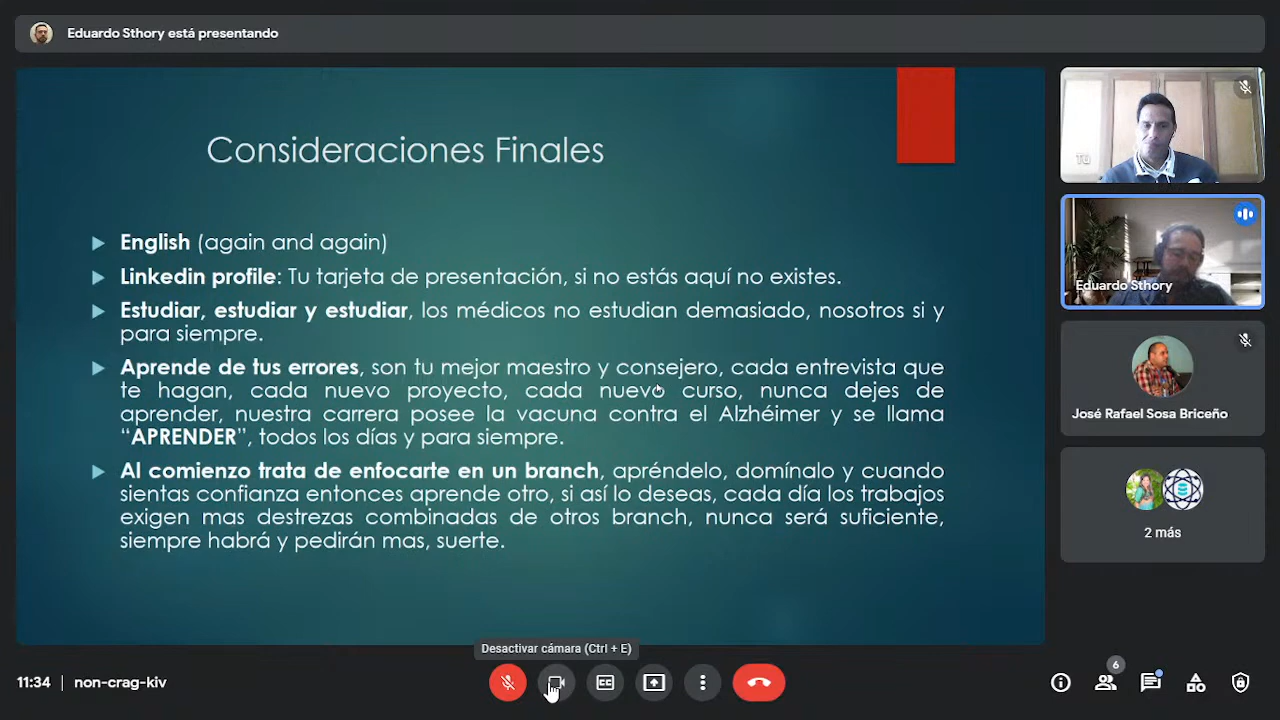 Eduardo Sthory está presentando
Consideraciones Finales
English (again and again)
Linkedin profile: Tu tarjeta de presentación, si no estás aquí no existes.
Estudiar, estudiar y estudiar, los médicos no estudian demasiado, nosotros si y
para siempre.
Aprende de tus errores, son tu mejor maestro y consejero, cada entrevista que
te hagan, cada nuevo proyecto, cada nuevo curso, nunca dejes de
aprender, nuestra carrera posee la vacuna contra el Alzhéimer y se llama
“APRENDER”, todos los días y para siempre.
Al comienzo trata de enfocarte en un branch, apréndelo, domínalo y cuando
sientas confianza entonces aprende otro, si así lo deseas, cada día los trabajos
exigen mas destrezas combinadas de otros branch, nunca será suficiente,
siempre habrá y pedirán mas, suerte.
TÚ
Eduardo Sthory
José Rafael Sosa Briceño
2 más
Desactivar cámara (Ctrl + E)
11:34 | non-crag-kiv
CC
6